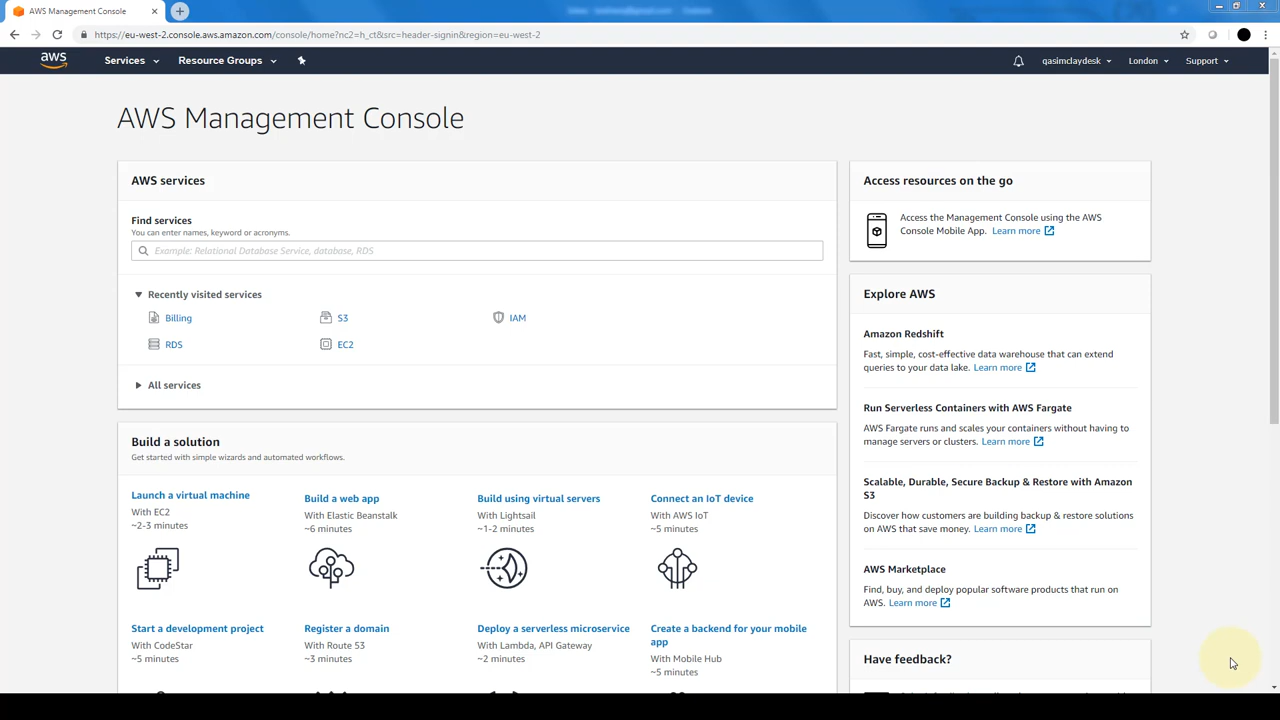 AWS Management Console
https://eu-west-2.console.aws.amazon.com/console/home?nc2=h_ct&src=header-signin&region=eu-west-2
aws
Services
Resource Groups
qasimclaydesk
London
Support
AWS Management Console
AWS services
Find services
You can enter names, keyword or acronyms.
Example: Relational Database Service, database, RDS
Recently visited services
Billing
S3
IAM
RDS
EC2
All services
Build a solution
Get started with simple wizards and automated workflows.
Launch a virtual machine
With EC2
~2-3 minutes
Build a web app
With Elastic Beanstalk
~6 minutes
Build using virtual servers
With Lightsail
~1-2 minutes
Connect an IoT device
With AWS IoT
~5 minutes
Start a development project
With CodeStar
~5 minutes
Register a domain
With Route 53
~3 minutes
Deploy a serverless microservice
With Lambda, API Gateway
~2 minutes
Create a backend for your mobile
app
With Mobile Hub
~5 minutes
Access resources on the go
Access the Management Console using the AWS
Console Mobile App. Learn more
Explore AWS
Amazon Redshift
Fast, simple, cost-effective data warehouse that can extend
queries to your data lake. Learn more
Run Serverless Containers with AWS Fargate
AWS Fargate runs and scales your containers without having to
manage servers or clusters. Learn more
Scalable, Durable, Secure Backup & Restore with Amazon
S3
Discover how customers are building backup & restore solutions
on AWS that save money. Learn more
AWS Marketplace
Find, buy, and deploy popular software products that run on
AWS. Learn more
Have feedback?